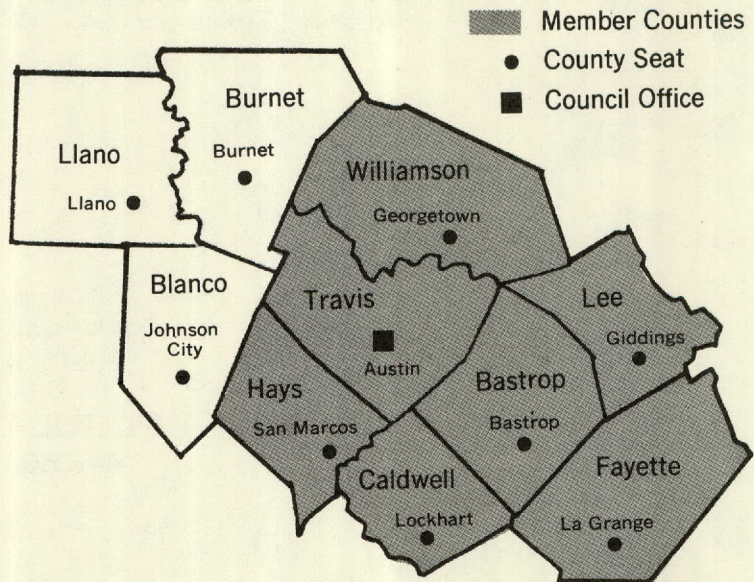 Member Counties
County Seat
Council Office
Burnet
Burnet
Llano
Llano
Williamson
Georgetown
Blanco
Johnson
City
Travis
Austin
Lee
Giddings
Hays
San Marcos
Bastrop
Bastrop
Caldwell
Lockhart
Fayette
La Grange